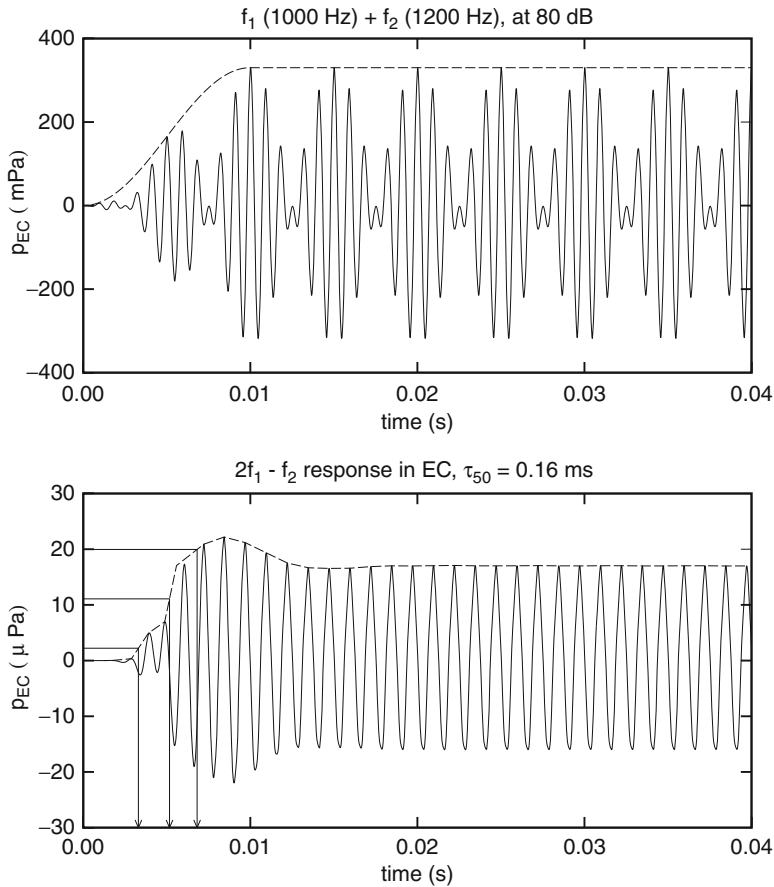 f₁ (1000 Hz) + f₂ (1200 Hz), at 80 dB
400
200
0
−200
−400
p_EC ( mPa)
0.00 0.01 0.02 0.03 0.04
time (s)
2f₁ - f₂ response in EC, τ₅₀ = 0.16 ms
30
20
10
0
−10
−20
−30
p_EC ( μ Pa)
0.00 0.01 0.02 0.03 0.04
time (s)